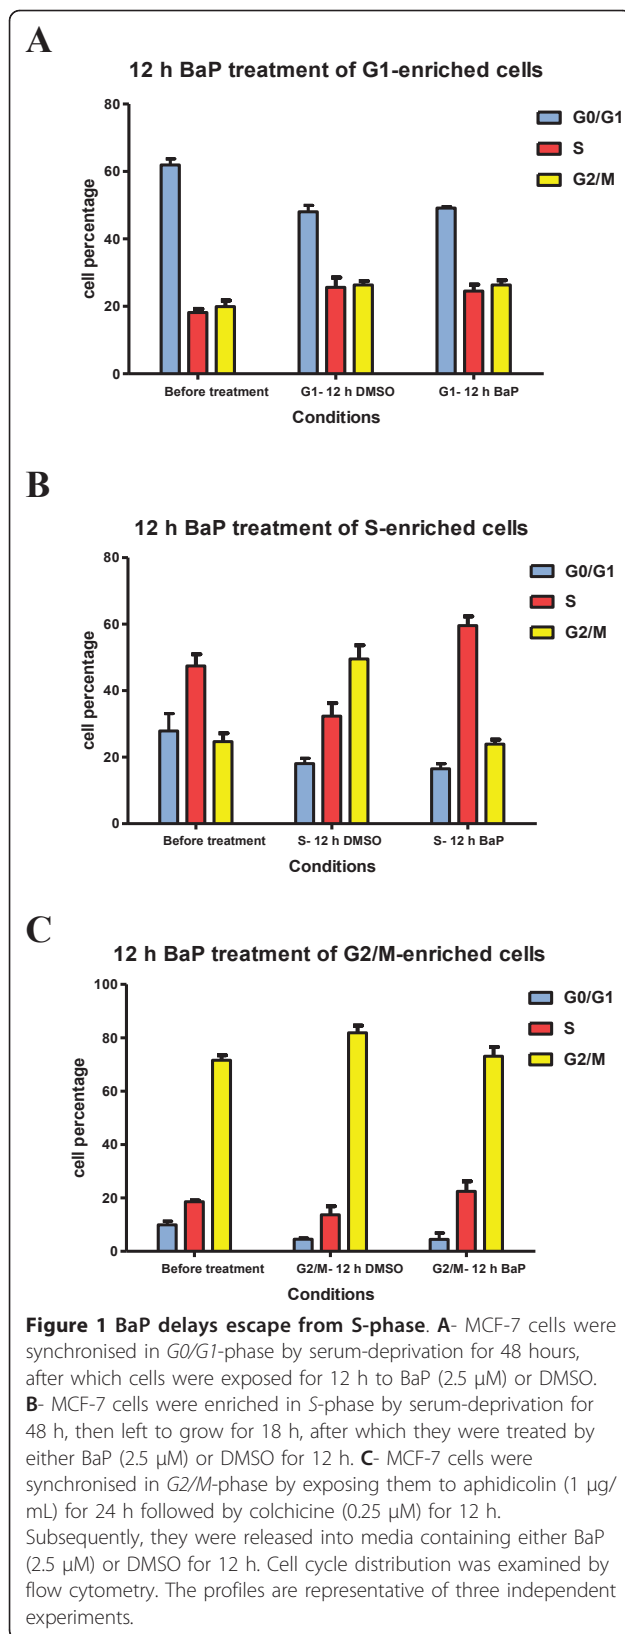 A
12 h BaP treatment of G1-enriched cells
80
60
40
20
0
cell percentage
G0/G1
S
G2/M
Before treatment G1- 12 h DMSO G1- 12 h BaP
Conditions
B
12 h BaP treatment of S-enriched cells
80
60
40
20
0
cell percentage
G0/G1
S
G2/M
Before treatment S- 12 h DMSO S- 12 h BaP
Conditions
C
12 h BaP treatment of G2/M-enriched cells
100
80
60
40
20
0
cell percentage
G0/G1
S
G2/M
Before treatment G2/M- 12 h DMSO G2/M- 12 h BaP
Conditions
Figure 1 BaP delays escape from S-phase. A- MCF-7 cells were
synchronised in G0/G1-phase by serum-deprivation for 48 hours,
after which cells were exposed for 12 h to BaP (2.5 μM) or DMSO.
B- MCF-7 cells were enriched in S-phase by serum-deprivation for
48 h, then left to grow for 18 h, after which they were treated by
either BaP (2.5 μM) or DMSO for 12 h. C- MCF-7 cells were
synchronised in G2/M-phase by exposing them to aphidicolin (1 μg/
mL) for 24 h followed by colchicine (0.25 μM) for 12 h.
Subsequently, they were released into media containing either BaP
(2.5 μM) or DMSO for 12 h. Cell cycle distribution was examined by
flow cytometry. The profiles are representative of three independent
experiments.